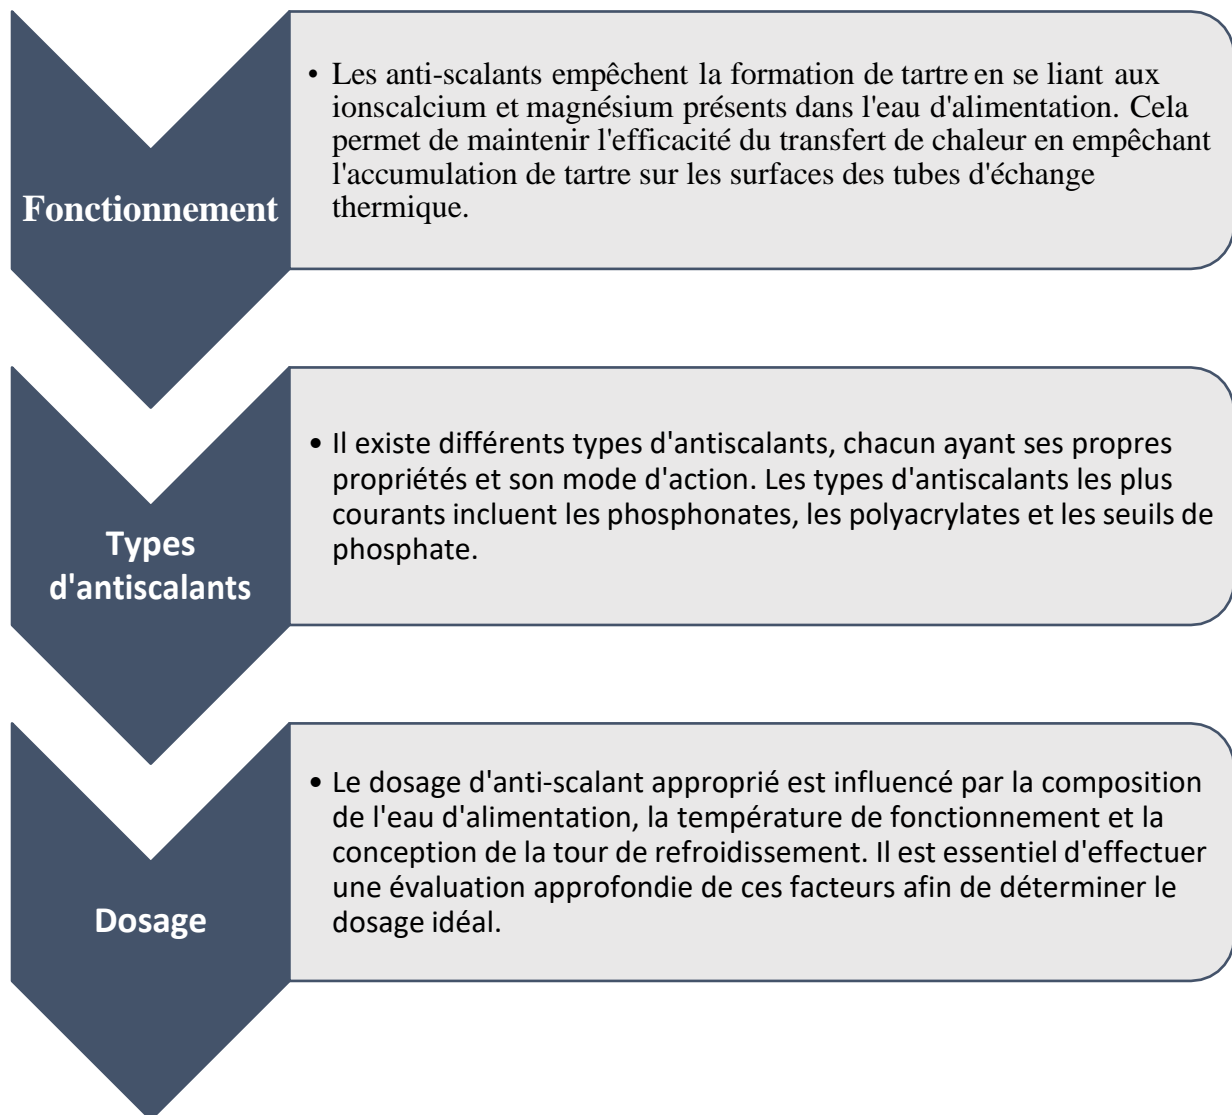 Fonctionnement
• Les anti-scalants empêchent la formation de tartre en se liant aux
ionscalcium et magnésium présents dans l'eau d'alimentation. Cela
permet de maintenir l'efficacité du transfert de chaleur en empêchant
l'accumulation de tartre sur les surfaces des tubes d'échange
thermique.
Types
d'antiscalants
• Il existe différents types d'antiscalants, chacun ayant ses propres
propriétés et son mode d'action. Les types d'antiscalants les plus
courants incluent les phosphonates, les polyacrylates et les seuils de
phosphate.
Dosage
• Le dosage d'anti-scalant approprié est influencé par la composition
de l'eau d'alimentation, la température de fonctionnement et la
conception de la tour de refroidissement. Il est essentiel d'effectuer
une évaluation approfondie de ces facteurs afin de déterminer le
dosage idéal.